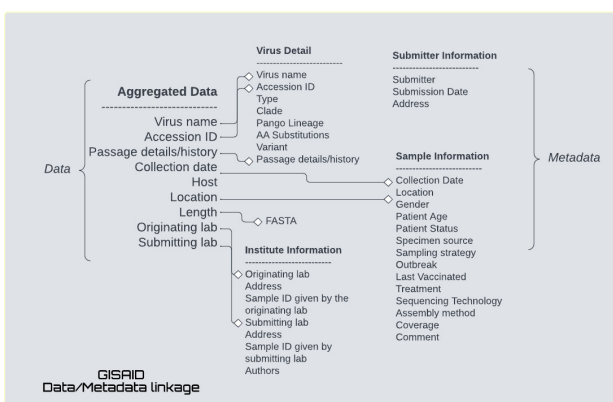 Aggregated Data
Virus name
Accession ID
Passage details/history
Collection date
Host
Location
Length
Originating lab
Submitting lab
Data
Virus Detail
Virus name
Accession ID
Type
Clade
Pango Lineage
AA Substitutions
Variant
Passage details/history
FASTA
Institute Information
Originating lab
Address
Sample ID given by the
originating lab
Submitting lab
Address
Sample ID given by
submitting lab
Authors
Submitter Information
Submitter
Submission Date
Address
Sample Information
Collection Date
Location
Gender
Patient Age
Patient Status
Specimen source
Sampling strategy
Outbreak
Last Vaccinated
Treatment
Sequencing Technology
Assembly method
Coverage
Comment
Metadata
GISAID
Data/Metadata linkage